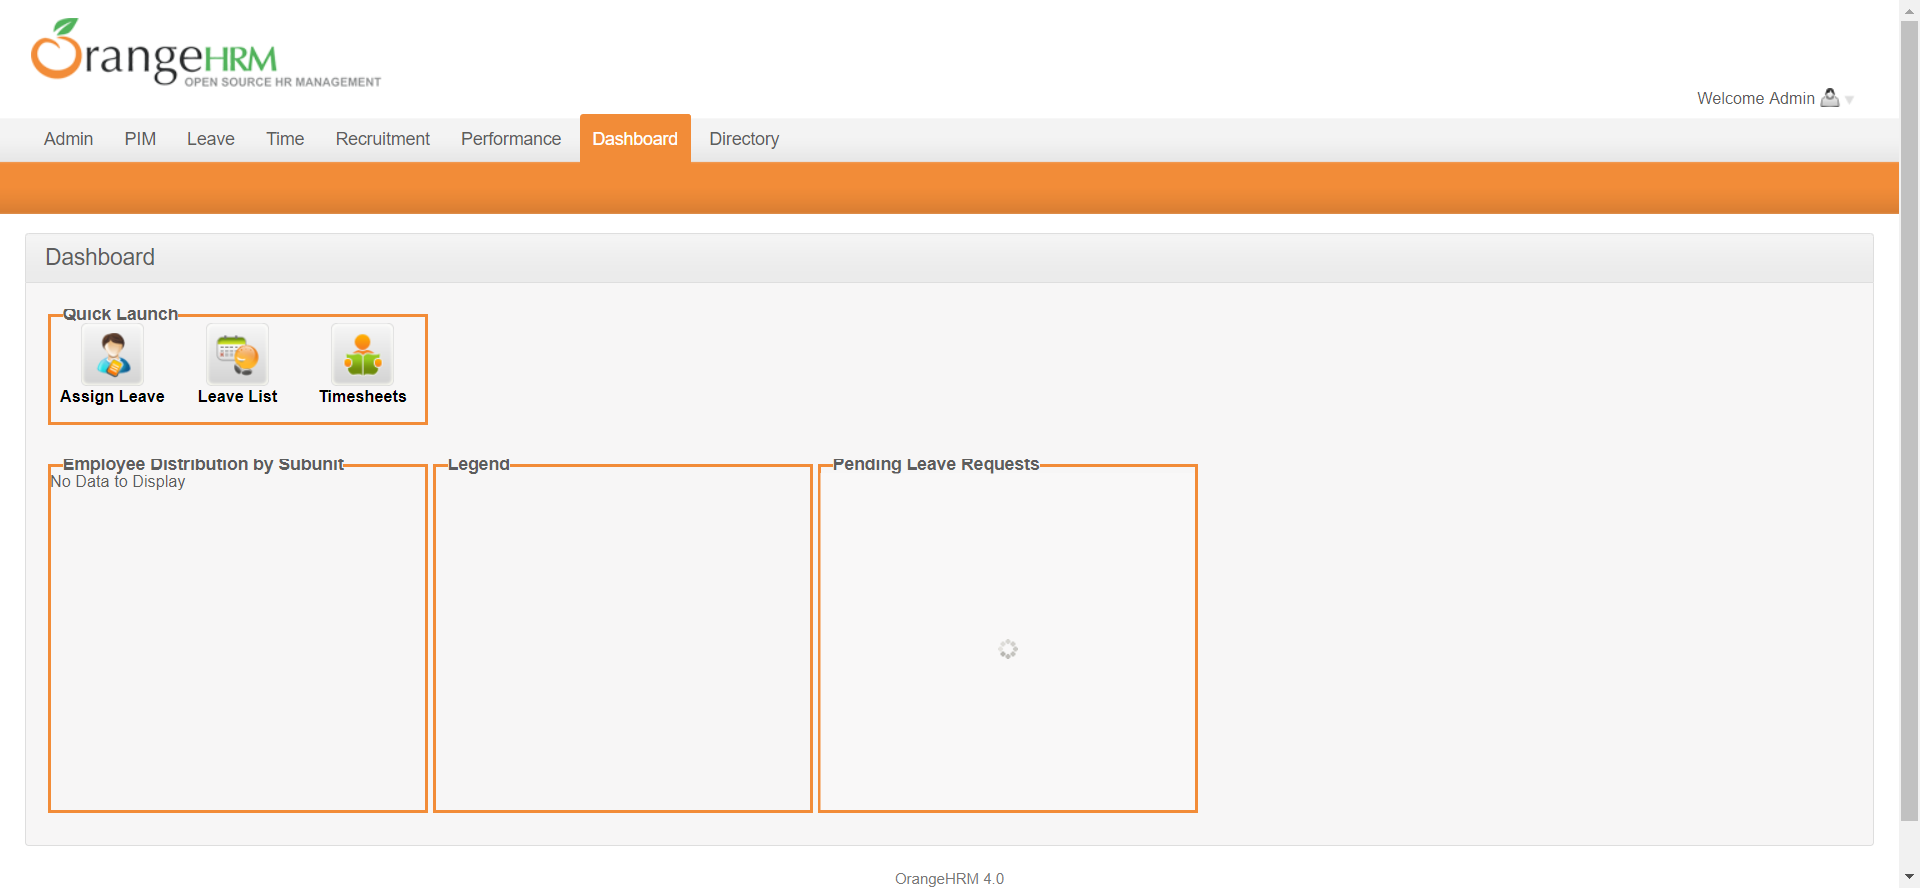 OrangeHRM
OPEN SOURCE HR MANAGEMENT
Welcome Admin
Admin PIM Leave Time Recruitment Performance Dashboard Directory
Dashboard
Quick Launch
Assign Leave Leave List Timesheets
Employee Distribution by Subunit Legend Pending Leave Requests
No Data to Display
OrangeHRM 4.0